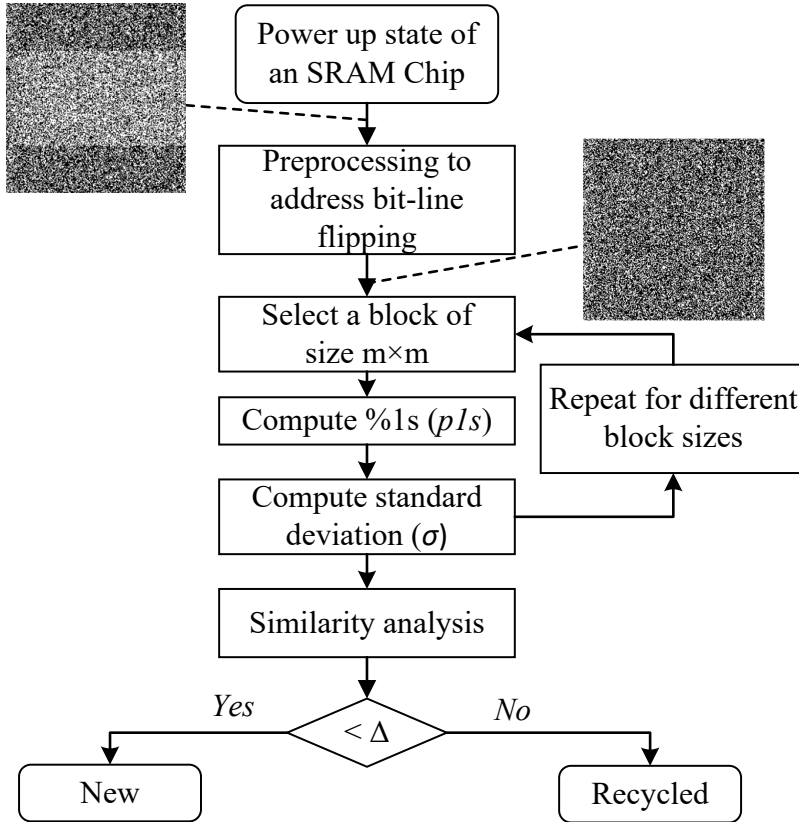 Power up state of
an SRAM Chip
Preprocessing to
address bit-line
flipping
Select a block of
size m×m
Compute %1s (p1s)
Repeat for different
block sizes
Compute standard
deviation (σ)
Similarity analysis
Yes
< Δ
No
New
Recycled